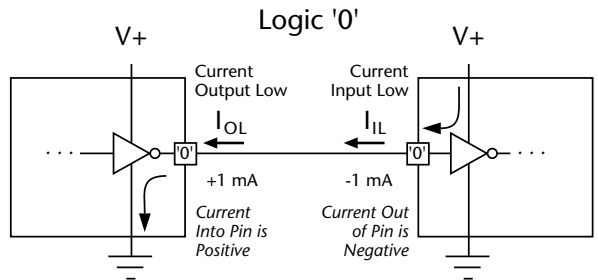 Logic '0'
V+
V+
Current
Output Low
Current
Input Low
I_OL
I_IL
'0'
'0'
+1 mA
-1 mA
Current
Into Pin is
Positive
Current Out
of Pin is
Negative